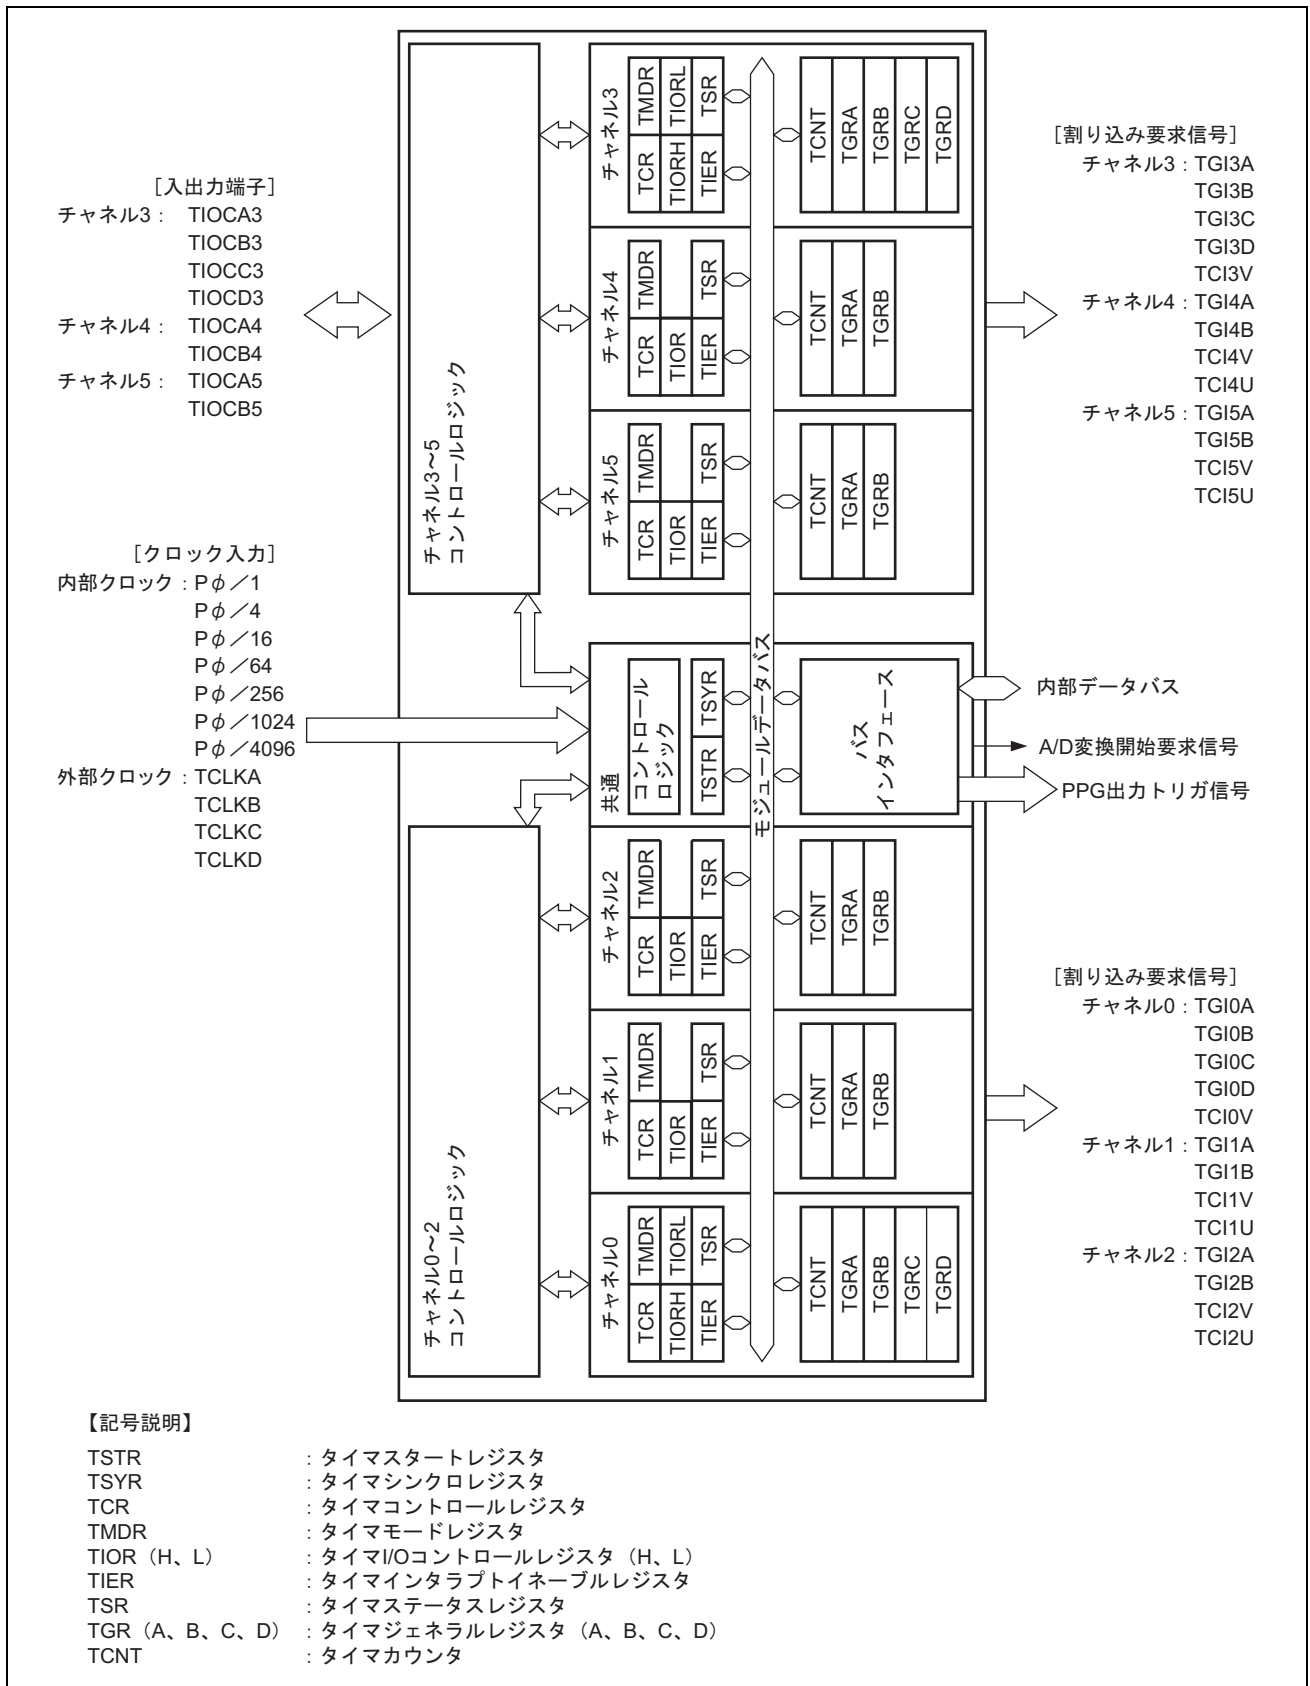 ［入出力端子］
チャネル3： TIOCA3
TIOCB3
TIOCC3
TIOCD3
チャネル4： TIOCA4
TIOCB4
チャネル5： TIOCA5
TIOCB5
［クロック入力］
内部クロック：Pφ／1
Pφ／4
Pφ／16
Pφ／64
Pφ／256
Pφ／1024
Pφ／4096
外部クロック：TCLKA
TCLKB
TCLKC
TCLKD
チャネル3～5
コントロールロジック
チャネル0～2
コントロールロジック
チャネル3
TCR TMDR
TIORH TIORL
TIER TSR
TCNT
TGRA
TGRB
TGRC
TGRD
チャネル4
TCR TMDR
TIOR
TIER TSR
TCNT
TGRA
TGRB
チャネル5
TCR TMDR
TIOR
TIER TSR
TCNT
TGRA
TGRB
共通
コントロール
ロジック
TSTR TSYR
モジュールデータバス
バス
インタフェース
チャネル2
TCR TMDR
TIOR
TIER TSR
TCNT
TGRA
TGRB
チャネル1
TCR TMDR
TIOR
TIER TSR
TCNT
TGRA
TGRB
チャネル0
TCR TMDR
TIORH TIORL
TIER TSR
TCNT
TGRA
TGRB
TGRC
TGRD
［割り込み要求信号］
チャネル3：TGI3A
TGI3B
TGI3C
TGI3D
TCI3V
チャネル4：TGI4A
TGI4B
TCI4V
TCI4U
チャネル5：TGI5A
TGI5B
TCI5V
TCI5U
内部データバス
A/D変換開始要求信号
PPG出力トリガ信号
［割り込み要求信号］
チャネル0：TGI0A
TGI0B
TGI0C
TGI0D
TCI0V
チャネル1：TGI1A
TGI1B
TCI1V
TCI1U
チャネル2：TGI2A
TGI2B
TCI2V
TCI2U
【記号説明】
TSTR ：タイマスタートレジスタ
TSYR ：タイマシンクロレジスタ
TCR ：タイマコントロールレジスタ
TMDR ：タイマモードレジスタ
TIOR（H、L） ：タイマI/Oコントロールレジスタ（H、L）
TIER ：タイマインタラプトイネーブルレジスタ
TSR ：タイマステータスレジスタ
TGR（A、B、C、D） ：タイマジェネラルレジスタ（A、B、C、D）
TCNT ：タイマカウンタ